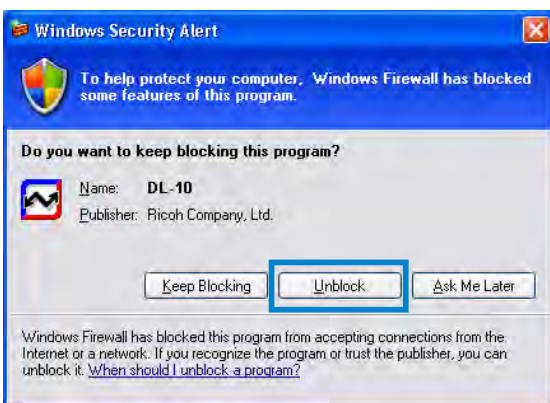 Windows Security Alert
To help protect your computer, Windows Firewall has blocked
some features of this program.
Do you want to keep blocking this program?
Name: DL-10
Publisher: Ricoh Company, Ltd.
Keep Blocking Unblock Ask Me Later
Windows Firewall has blocked this program from accepting connections from the
Internet or a network. If you recognize the program or trust the publisher, you can
unblock it. When should I unblock a program?